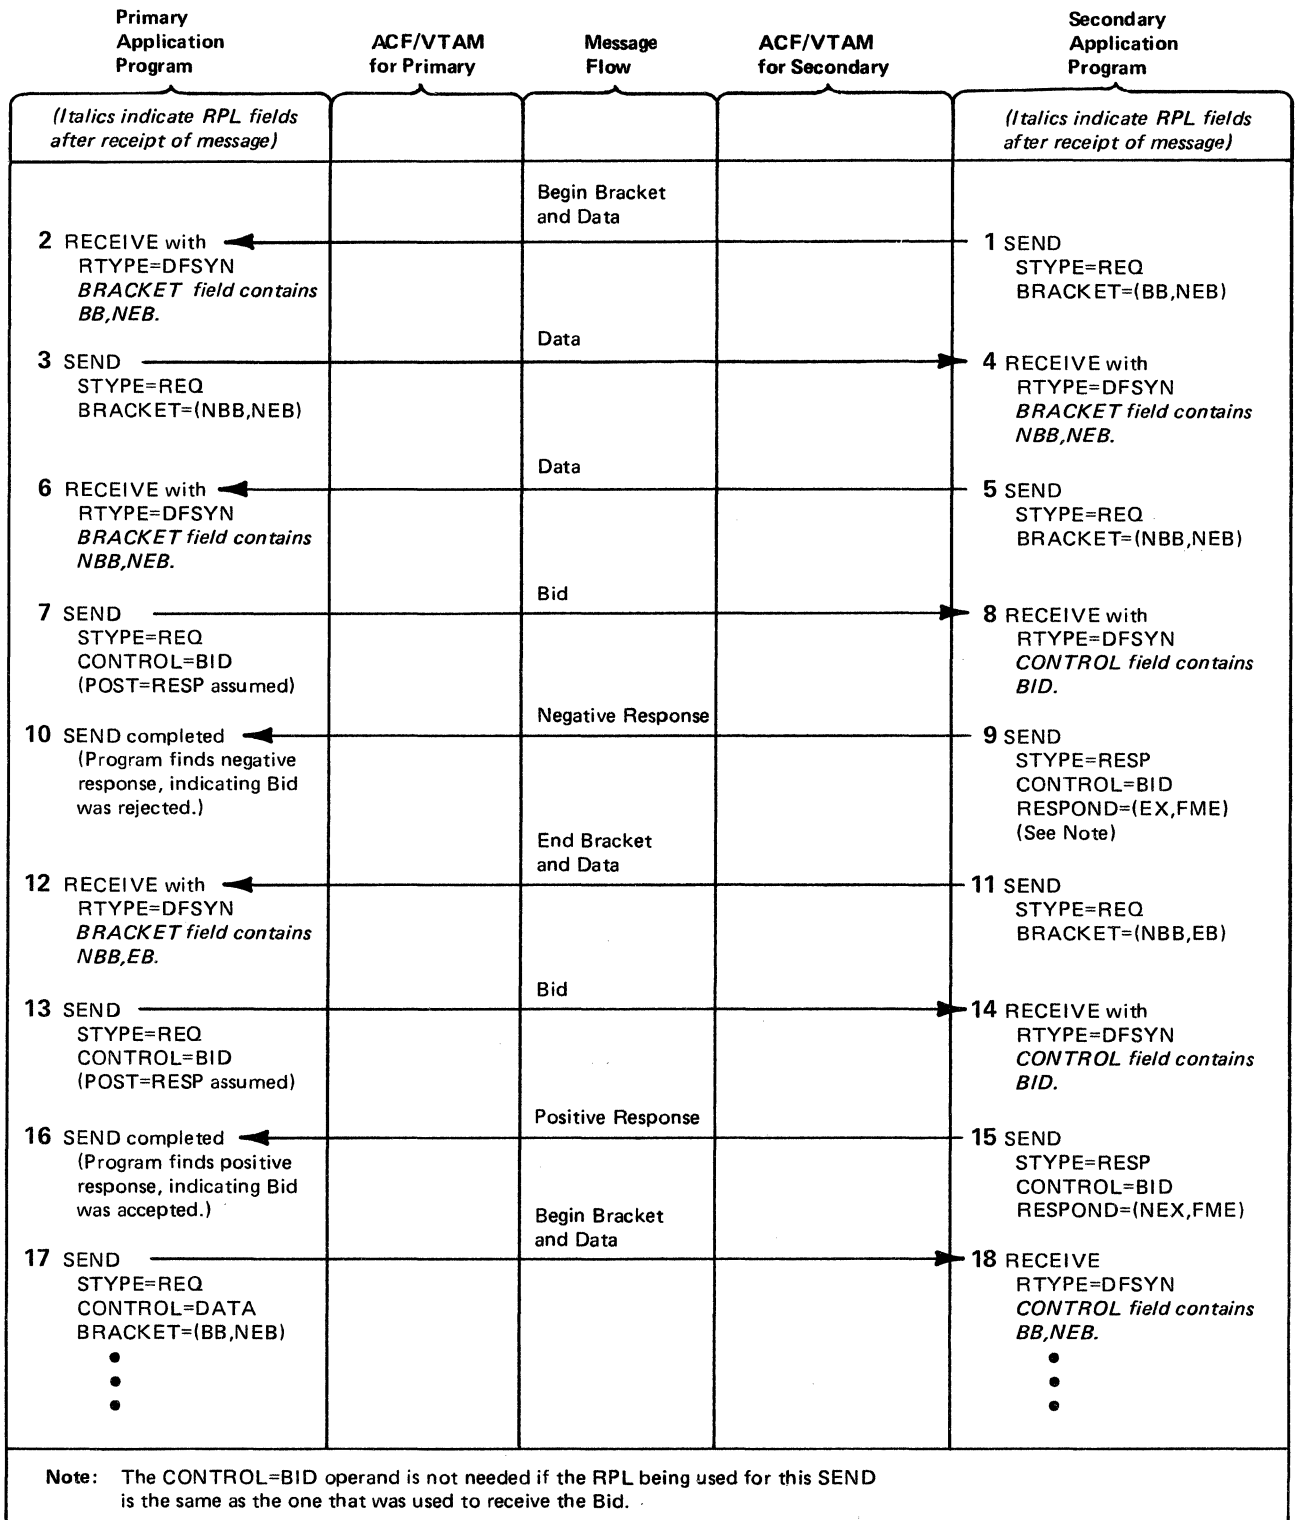 Primary
Application
Program
ACF/VTAM
for Primary
Message
Flow
ACF/VTAM
for Secondary
Secondary
Application
Program
(Italics indicate RPL fields
after receipt of message)
(Italics indicate RPL fields
after receipt of message)
Begin Bracket
and Data
2 RECEIVE with
RTYPE=DFSYN
BRACKET field contains
BB,NEB.
1 SEND
STYPE=REQ
BRACKET=(BB,NEB)
Data
3 SEND
STYPE=REQ
BRACKET=(NBB,NEB)
4 RECEIVE with
RTYPE=DFSYN
BRACKET field contains
NBB,NEB.
Data
6 RECEIVE with
RTYPE=DFSYN
BRACKET field contains
NBB,NEB.
5 SEND
STYPE=REQ
BRACKET=(NBB,NEB)
Bid
7 SEND
STYPE=REQ
CONTROL=BID
(POST=RESP assumed)
8 RECEIVE with
RTYPE=DFSYN
CONTROL field contains
BID.
Negative Response
10 SEND completed
(Program finds negative
response, indicating Bid
was rejected.)
9 SEND
STYPE=RESP
CONTROL=BID
RESPOND=(EX,FME)
(See Note)
End Bracket
and Data
12 RECEIVE with
RTYPE=DFSYN
BRACKET field contains
NBB,EB.
11 SEND
STYPE=REQ
BRACKET=(NBB,EB)
Bid
13 SEND
STYPE=REQ
CONTROL=BID
(POST=RESP assumed)
14 RECEIVE with
RTYPE=DFSYN
CONTROL field contains
BID.
Positive Response
16 SEND completed
(Program finds positive
response, indicating Bid
was accepted.)
15 SEND
STYPE=RESP
CONTROL=BID
RESPOND=(NEX,FME)
Begin Bracket
and Data
17 SEND
STYPE=REQ
CONTROL=DATA
BRACKET=(BB,NEB)
18 RECEIVE
RTYPE=DFSYN
CONTROL field contains
BB,NEB.
Note: The CONTROL=BID operand is not needed if the RPL being used for this SEND
is the same as the one that was used to receive the Bid.